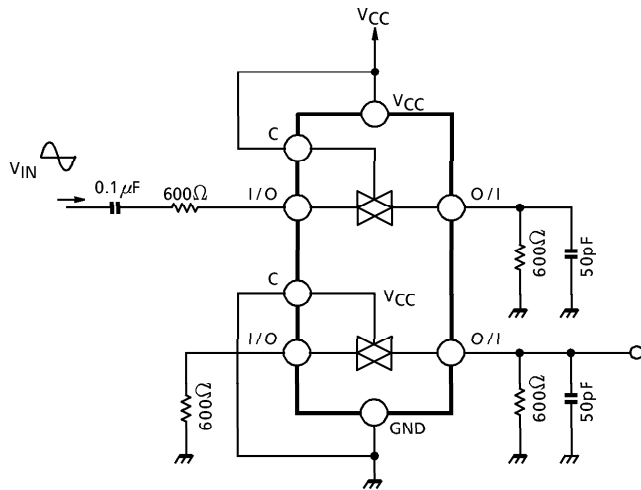 VCC
VCC
C
VIN
0.1μF
600Ω
I/O
O/I
600Ω
50pF
C
VCC
I/O
O/I
600Ω
600Ω
50pF
GND